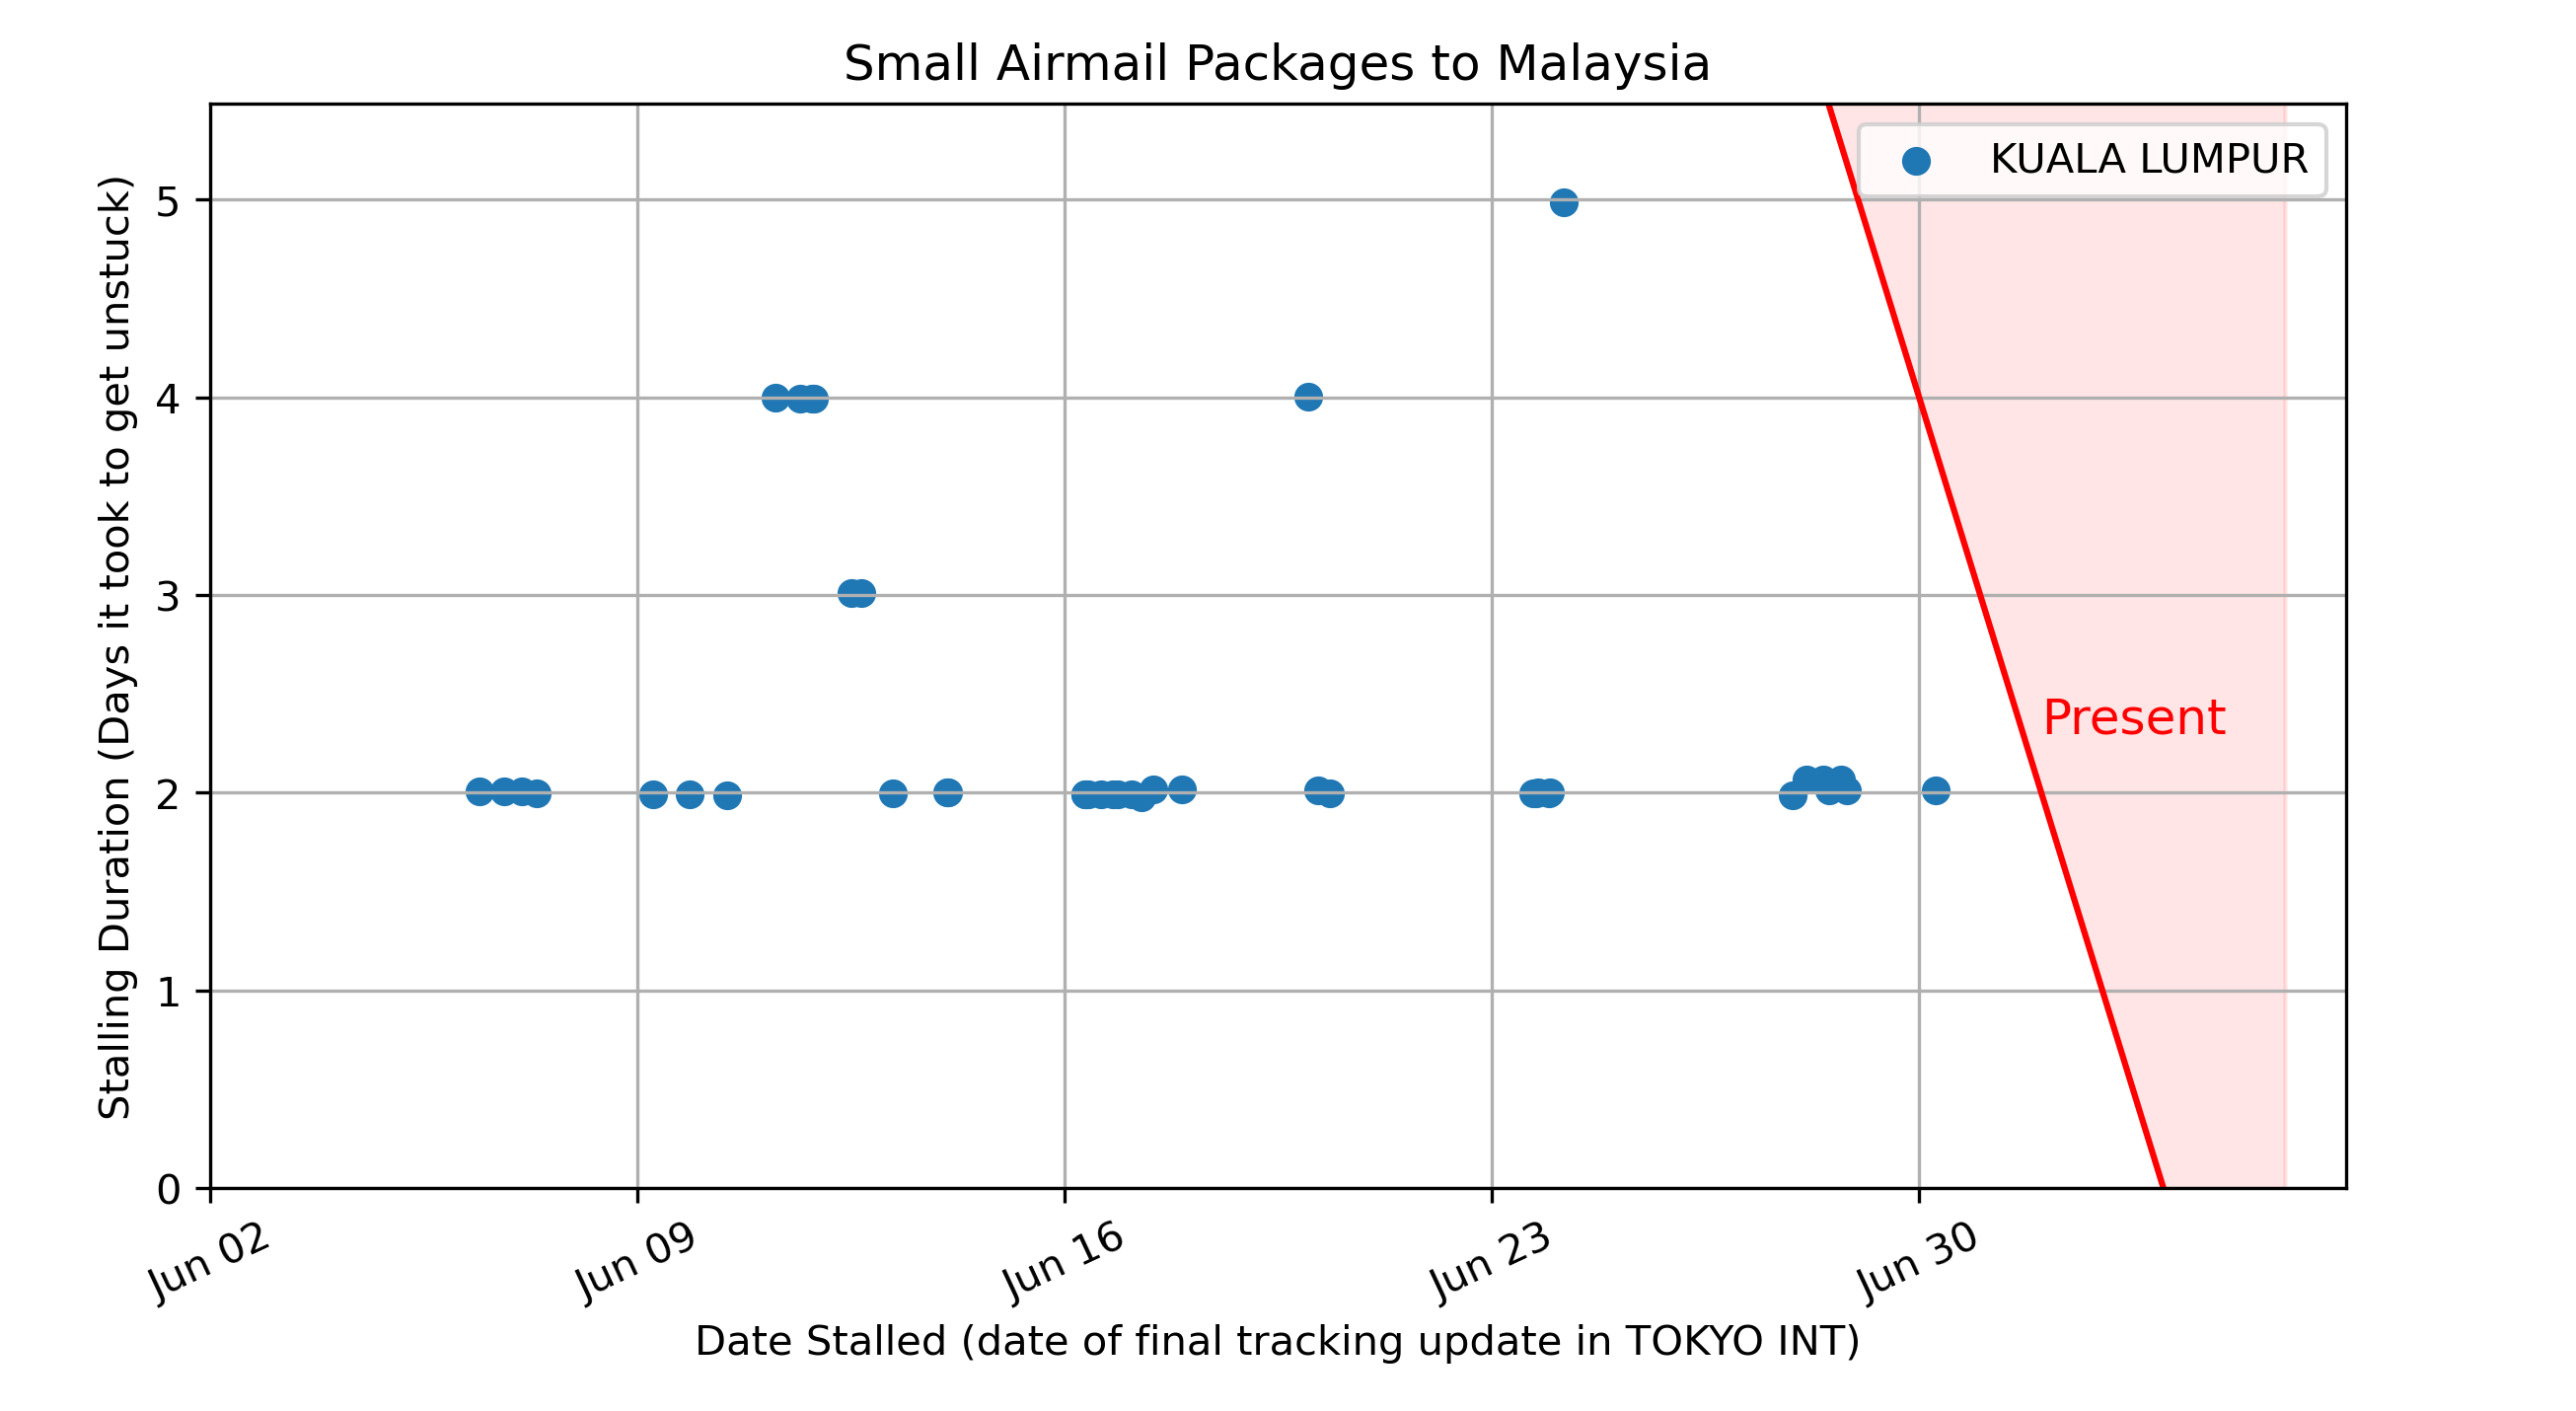 Small Airmail Packages to Malaysia
KUALA LUMPUR
Stalling Duration (Days it took to get unstuck)
5
4
3
2
1
0
Present
Jun 02
Jun 09
Jun 16
Jun 23
Jun 30
Date Stalled (date of final tracking update in TOKYO INT)